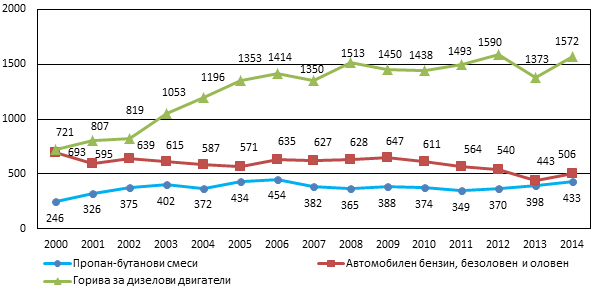 2000
1500
1000
500
0
721 807 819 1053 1196 1353 1414 1350 1513 1450 1438 1493 1590 1373 1572
693 595 639 615 587 571 635 627 628 647 611 564 540 443 506
246 326 375 402 372 434 454 382 365 388 374 349 370 398 433
2000 2001 2002 2003 2004 2005 2006 2007 2008 2009 2010 2011 2012 2013 2014
Пропан-бутанови смеси Автомобилен бензин, безоловен и оловен
Горива за дизелови двигатели